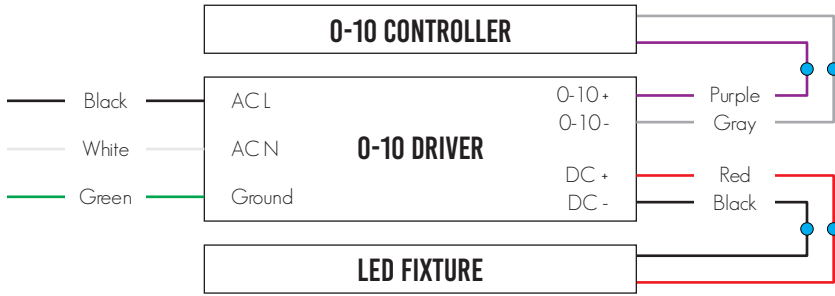 0-10 CONTROLLER
Black AC L 0-10 + Purple
0-10 - Gray
White AC N 0-10 DRIVER
DC + Red
Green Ground DC - Black
LED FIXTURE